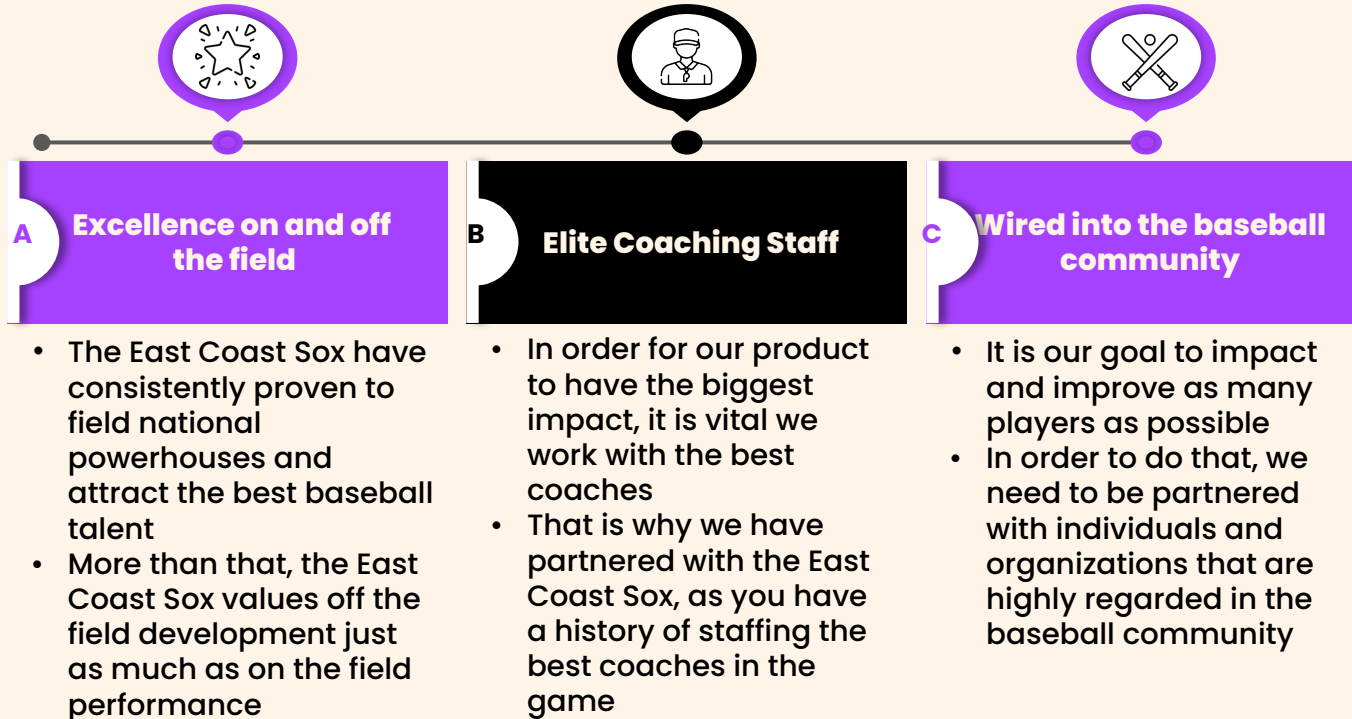 A
Excellence on and off
the field
• The East Coast Sox have
consistently proven to
field national
powerhouses and
attract the best baseball
talent
• More than that, the East
Coast Sox values off the
field development just
as much as on the field
performance
B
Elite Coaching Staff
• In order for our product
to have the biggest
impact, it is vital we
work with the best
coaches
• That is why we have
partnered with the East
Coast Sox, as you have
a history of staffing the
best coaches in the
game
C
Wired into the baseball
community
• It is our goal to impact
and improve as many
players as possible
• In order to do that, we
need to be partnered
with individuals and
organizations that are
highly regarded in the
baseball community